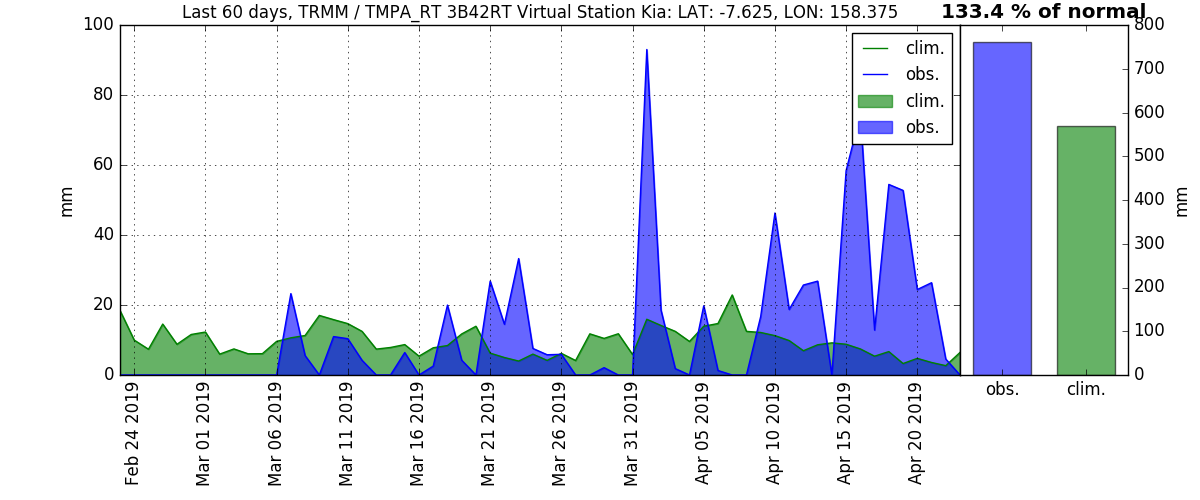 Last 60 days, TRMM / TMPA_RT 3B42RT Virtual Station Kia: LAT: -7.625, LON: 158.375
133.4 % of normal
100
80
60
40
20
0
mm
clim.
obs.
clim.
obs.
800
700
600
500
400
300
200
100
0
mm
Feb 24 2019
Mar 01 2019
Mar 06 2019
Mar 11 2019
Mar 16 2019
Mar 21 2019
Mar 26 2019
Mar 31 2019
Apr 05 2019
Apr 10 2019
Apr 15 2019
Apr 20 2019
obs.
clim.